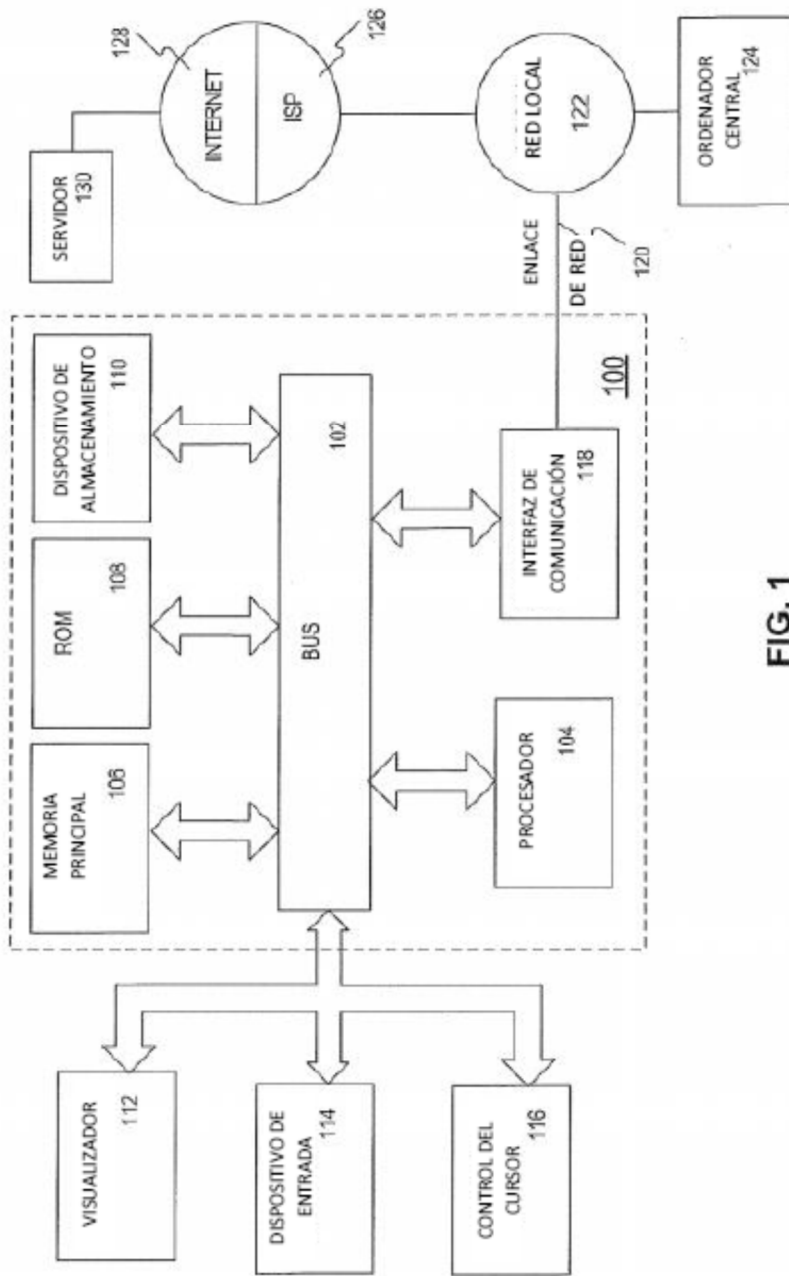 MEMORIA
PRINCIPAL
106
ROM
108
DISPOSITIVO DE
ALMACENAMIENTO
110
SERVIDOR
130
128
INTERNET
ISP
126
VISUALIZADOR
112
BUS
102
DISPOSITIVO DE
ENTRADA
114
ENLACE
DE RED
120
RED LOCAL
122
CONTROL DEL
CURSOR
116
PROCESADOR
104
INTERFAZ DE
COMUNICACIÓN
118
100
ORDENADOR
CENTRAL
124
FIG. 1